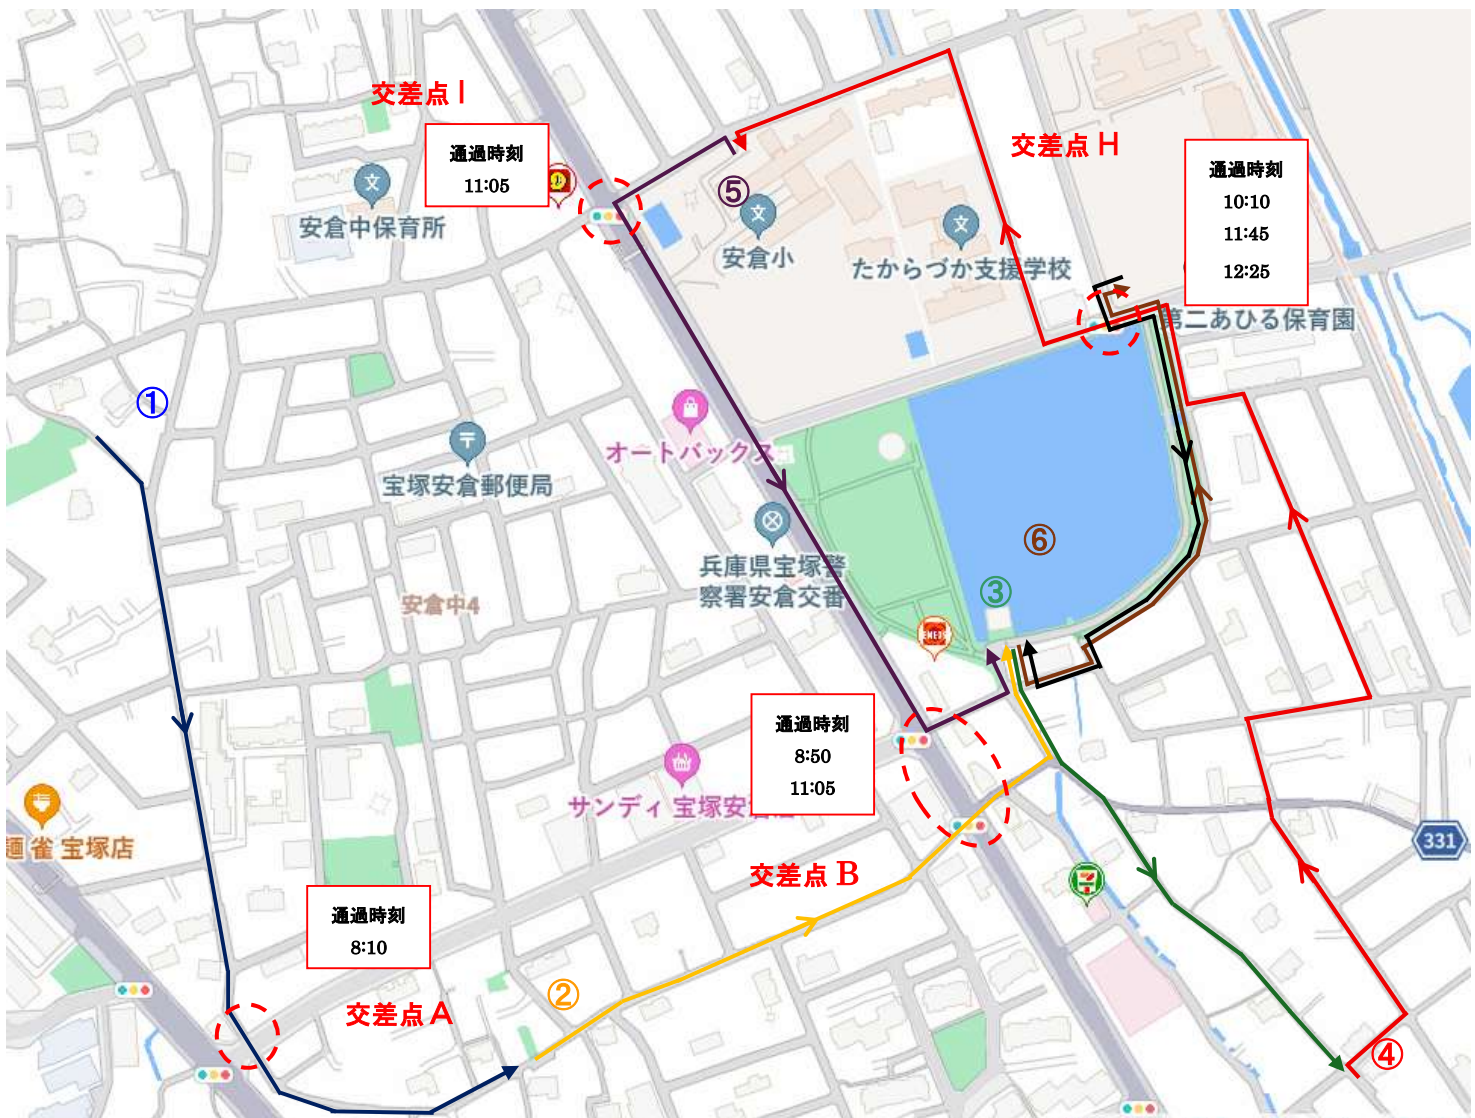 交差点 I
通過時刻
11:05
安倉中保育所
⑤
安倉小
たからづか支援学校
交差点 H
通過時刻
10:10
11:45
12:25
第二あひる保育園
①
オートバックス
宝塚安倉郵便局
兵庫県宝塚警
察署安倉交番
⑥
③
安倉中4
ENEOS
通過時刻
8:50
11:05
サンディ 宝塚安
麺 雀 宝塚店
331
交差点 B
通過時刻
8:10
②
交差点 A
④